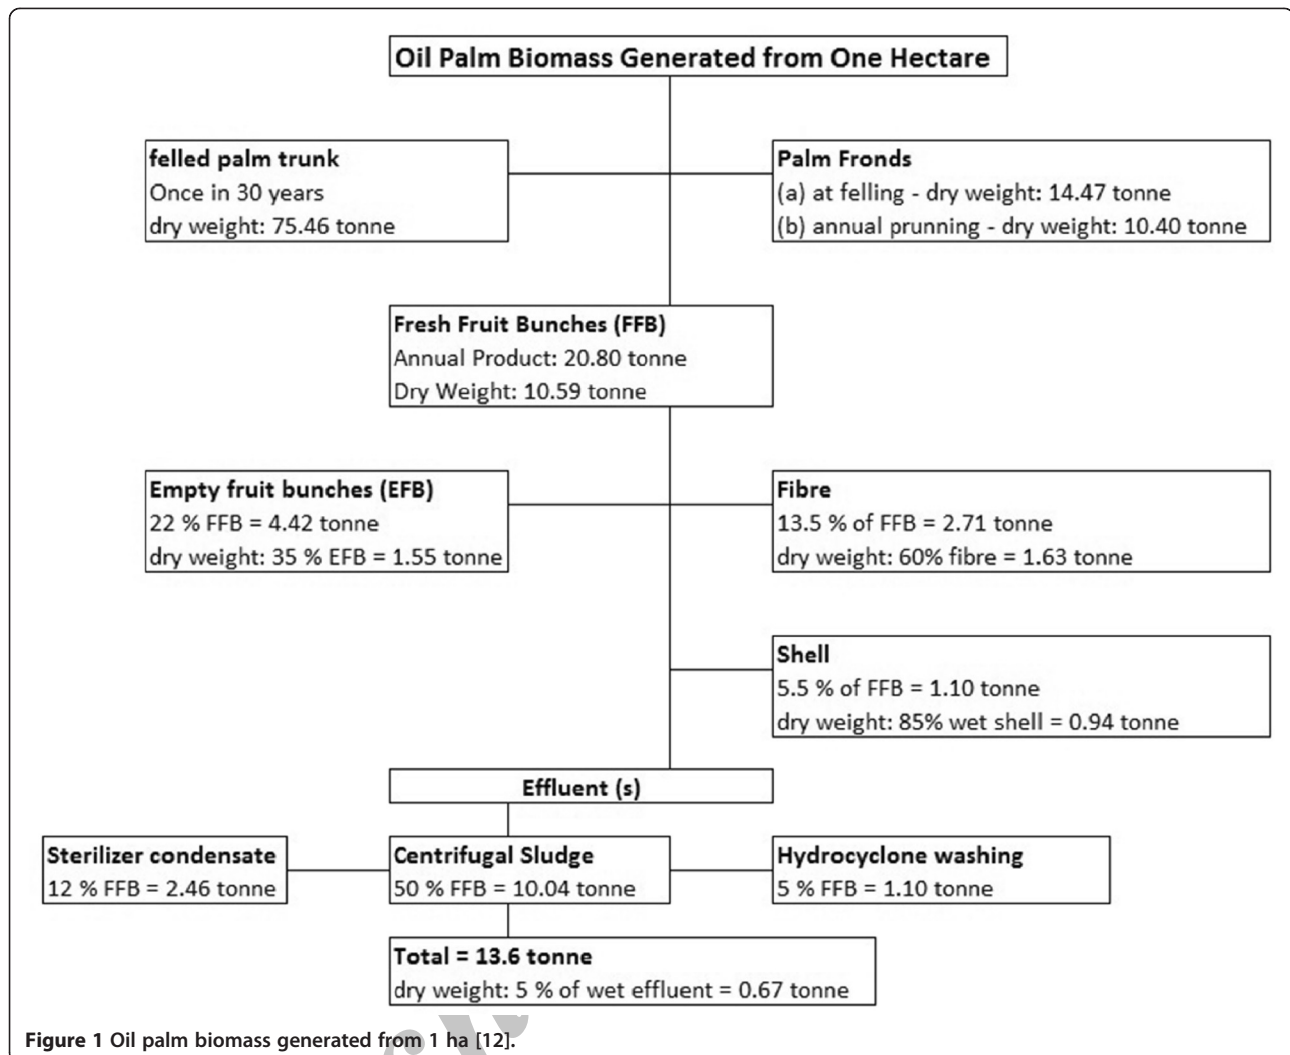 Oil Palm Biomass Generated from One Hectare
felled palm trunk
Once in 30 years
dry weight: 75.46 tonne
Palm Fronds
(a) at felling - dry weight: 14.47 tonne
(b) annual prunning - dry weight: 10.40 tonne
Fresh Fruit Bunches (FFB)
Annual Product: 20.80 tonne
Dry Weight: 10.59 tonne
Empty fruit bunches (EFB)
22 % FFB = 4.42 tonne
dry weight: 35 % EFB = 1.55 tonne
Fibre
13.5 % of FFB = 2.71 tonne
dry weight: 60% fibre = 1.63 tonne
Shell
5.5 % of FFB = 1.10 tonne
dry weight: 85% wet shell = 0.94 tonne
Effluent (s)
Sterilizer condensate
12 % FFB = 2.46 tonne
Centrifugal Sludge
50 % FFB = 10.04 tonne
Hydrocyclone washing
5 % FFB = 1.10 tonne
Total = 13.6 tonne
dry weight: 5 % of wet effluent = 0.67 tonne
Figure 1 Oil palm biomass generated from 1 ha [12].